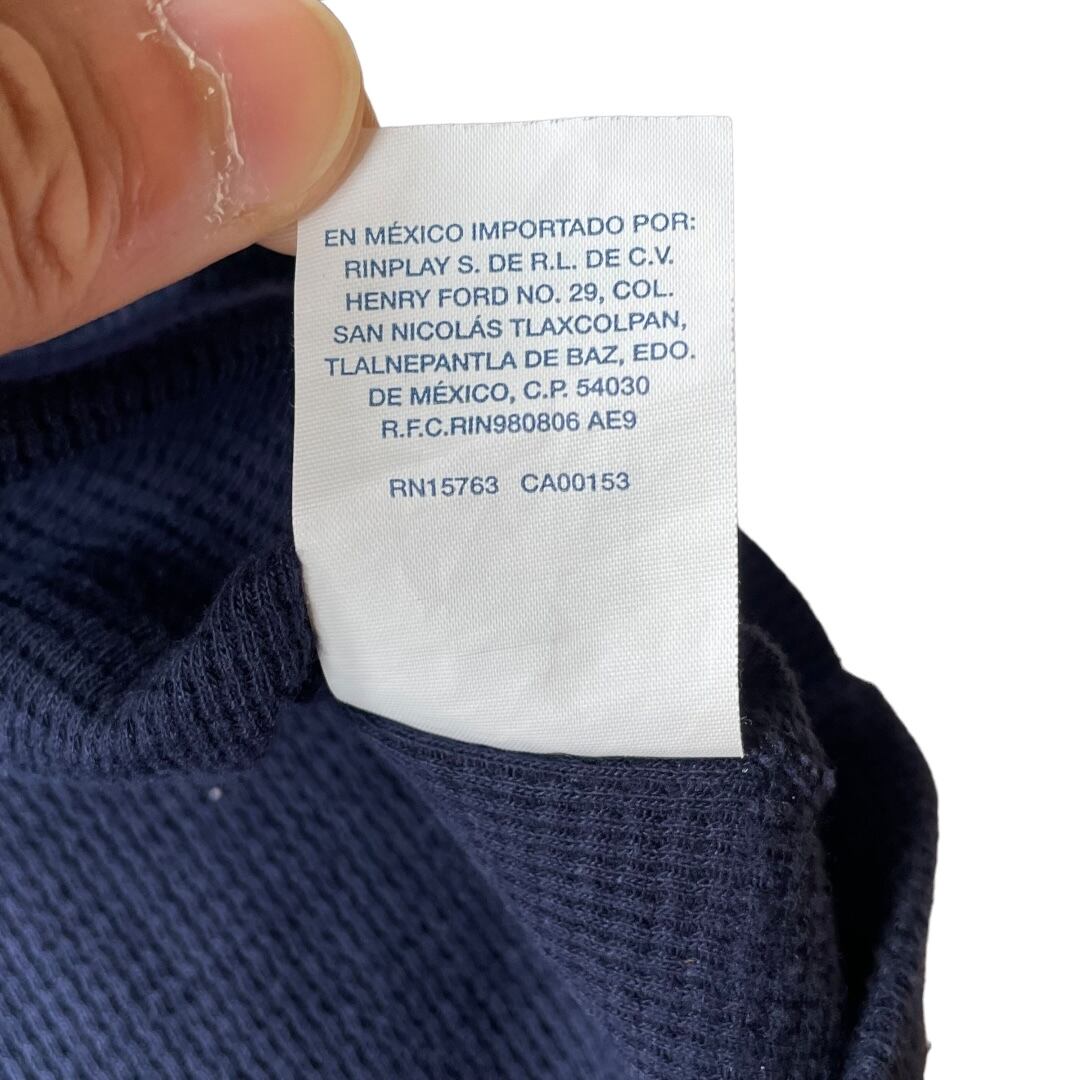 EN MÉXICO IMPORTADO POR:
RINPLAY S. DE R.L. DE C.V.
HENRY FORD NO. 29, COL.
SAN NICOLÁS TLAXCOLPAN,
TLALNEPANTLA DE BAZ, EDO.
DE MÉXICO, C.P. 54030
R.F.C.RIN980806 AE9
RN15763 CA00153